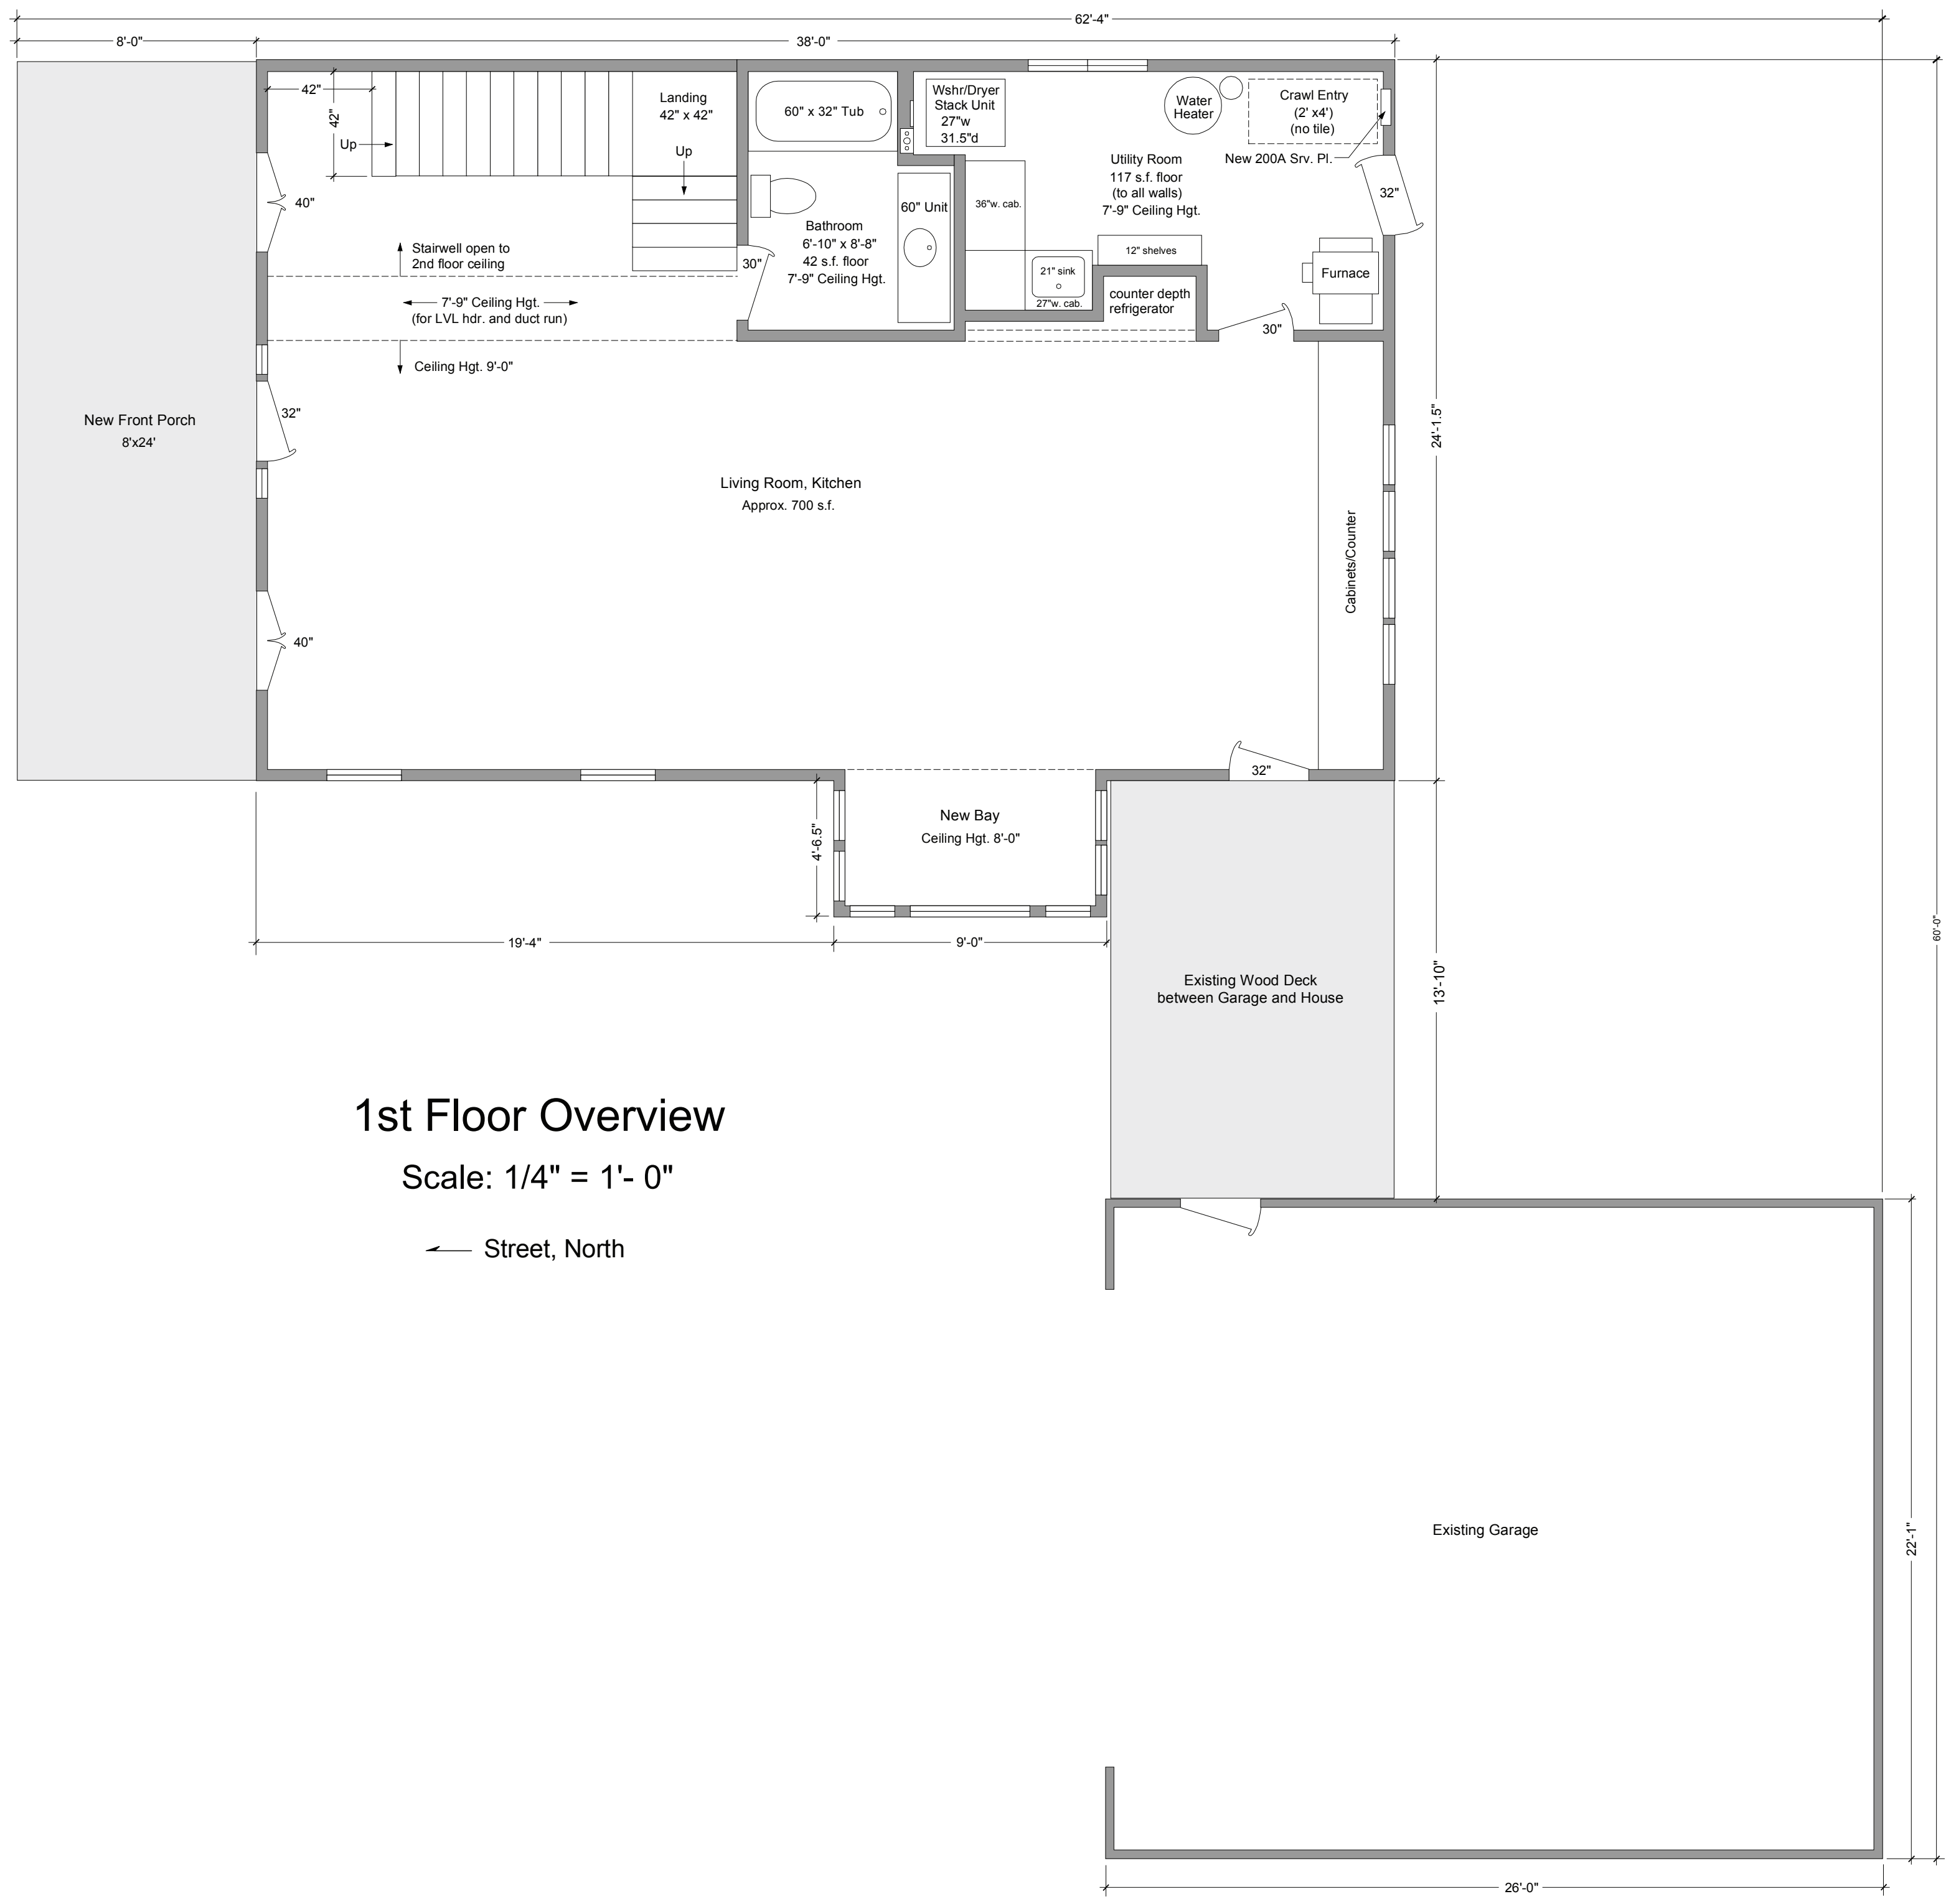 62'-4"
8'-0"
38'-0"
42"
42"
Up
Landing
42" x 42"
Up
60" x 32" Tub
Wshr/Dryer
Stack Unit
27"w
31.5"d
Water
Heater
Crawl Entry
(2' x4')
(no tile)
New 200A Srv. Pl.
Utility Room
117 s.f. floor
(to all walls)
7'-9" Ceiling Hgt.
32"
40"
36"w. cab.
60" Unit
Bathroom
6'-10" x 8'-8"
42 s.f. floor
7'-9" Ceiling Hgt.
30"
12" shelves
21" sink
27"w. cab.
Furnace
counter depth
refrigerator
30"
Stairwell open to
2nd floor ceiling
7'-9" Ceiling Hgt.
(for LVL hdr. and duct run)
Ceiling Hgt. 9'-0"
New Front Porch
8'x24'
32"
24'-1.5"
Living Room, Kitchen
Approx. 700 s.f.
Cabinets/Counter
40"
32"
New Bay
Ceiling Hgt. 8'-0"
4'-6.5"
19'-4"
9'-0"
60'-0"
Existing Wood Deck
between Garage and House
13'-10"
1st Floor Overview
Scale: 1/4" = 1'- 0"
Street, North
Existing Garage
22'-1"
26'-0"